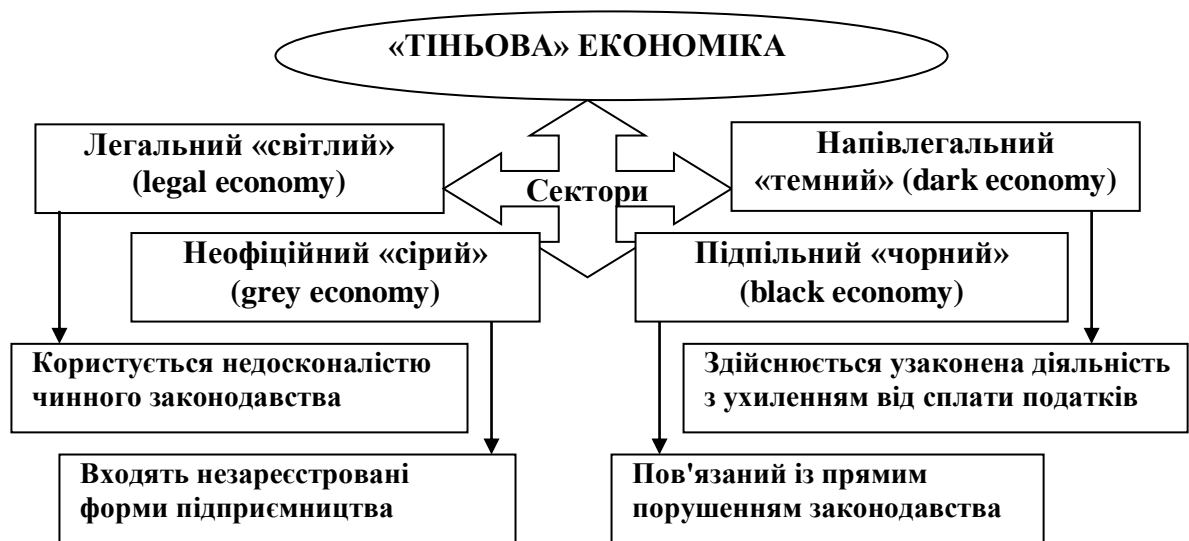 «ТІНЬОВА» ЕКОНОМІКА
Легальний «світлий»
(legal economy)
Напівлегальний
«темний» (dark economy)
Сектори
Неофіційний «сірий»
(grey economy)
Підпільний «чорний»
(black economy)
Користується недосконалістю
чинного законодавства
Здійснюється узаконена діяльність
з ухиленням від сплати податків
Входять незареєстровані
форми підприємництва
Пов'язаний із прямим
порушенням законодавства